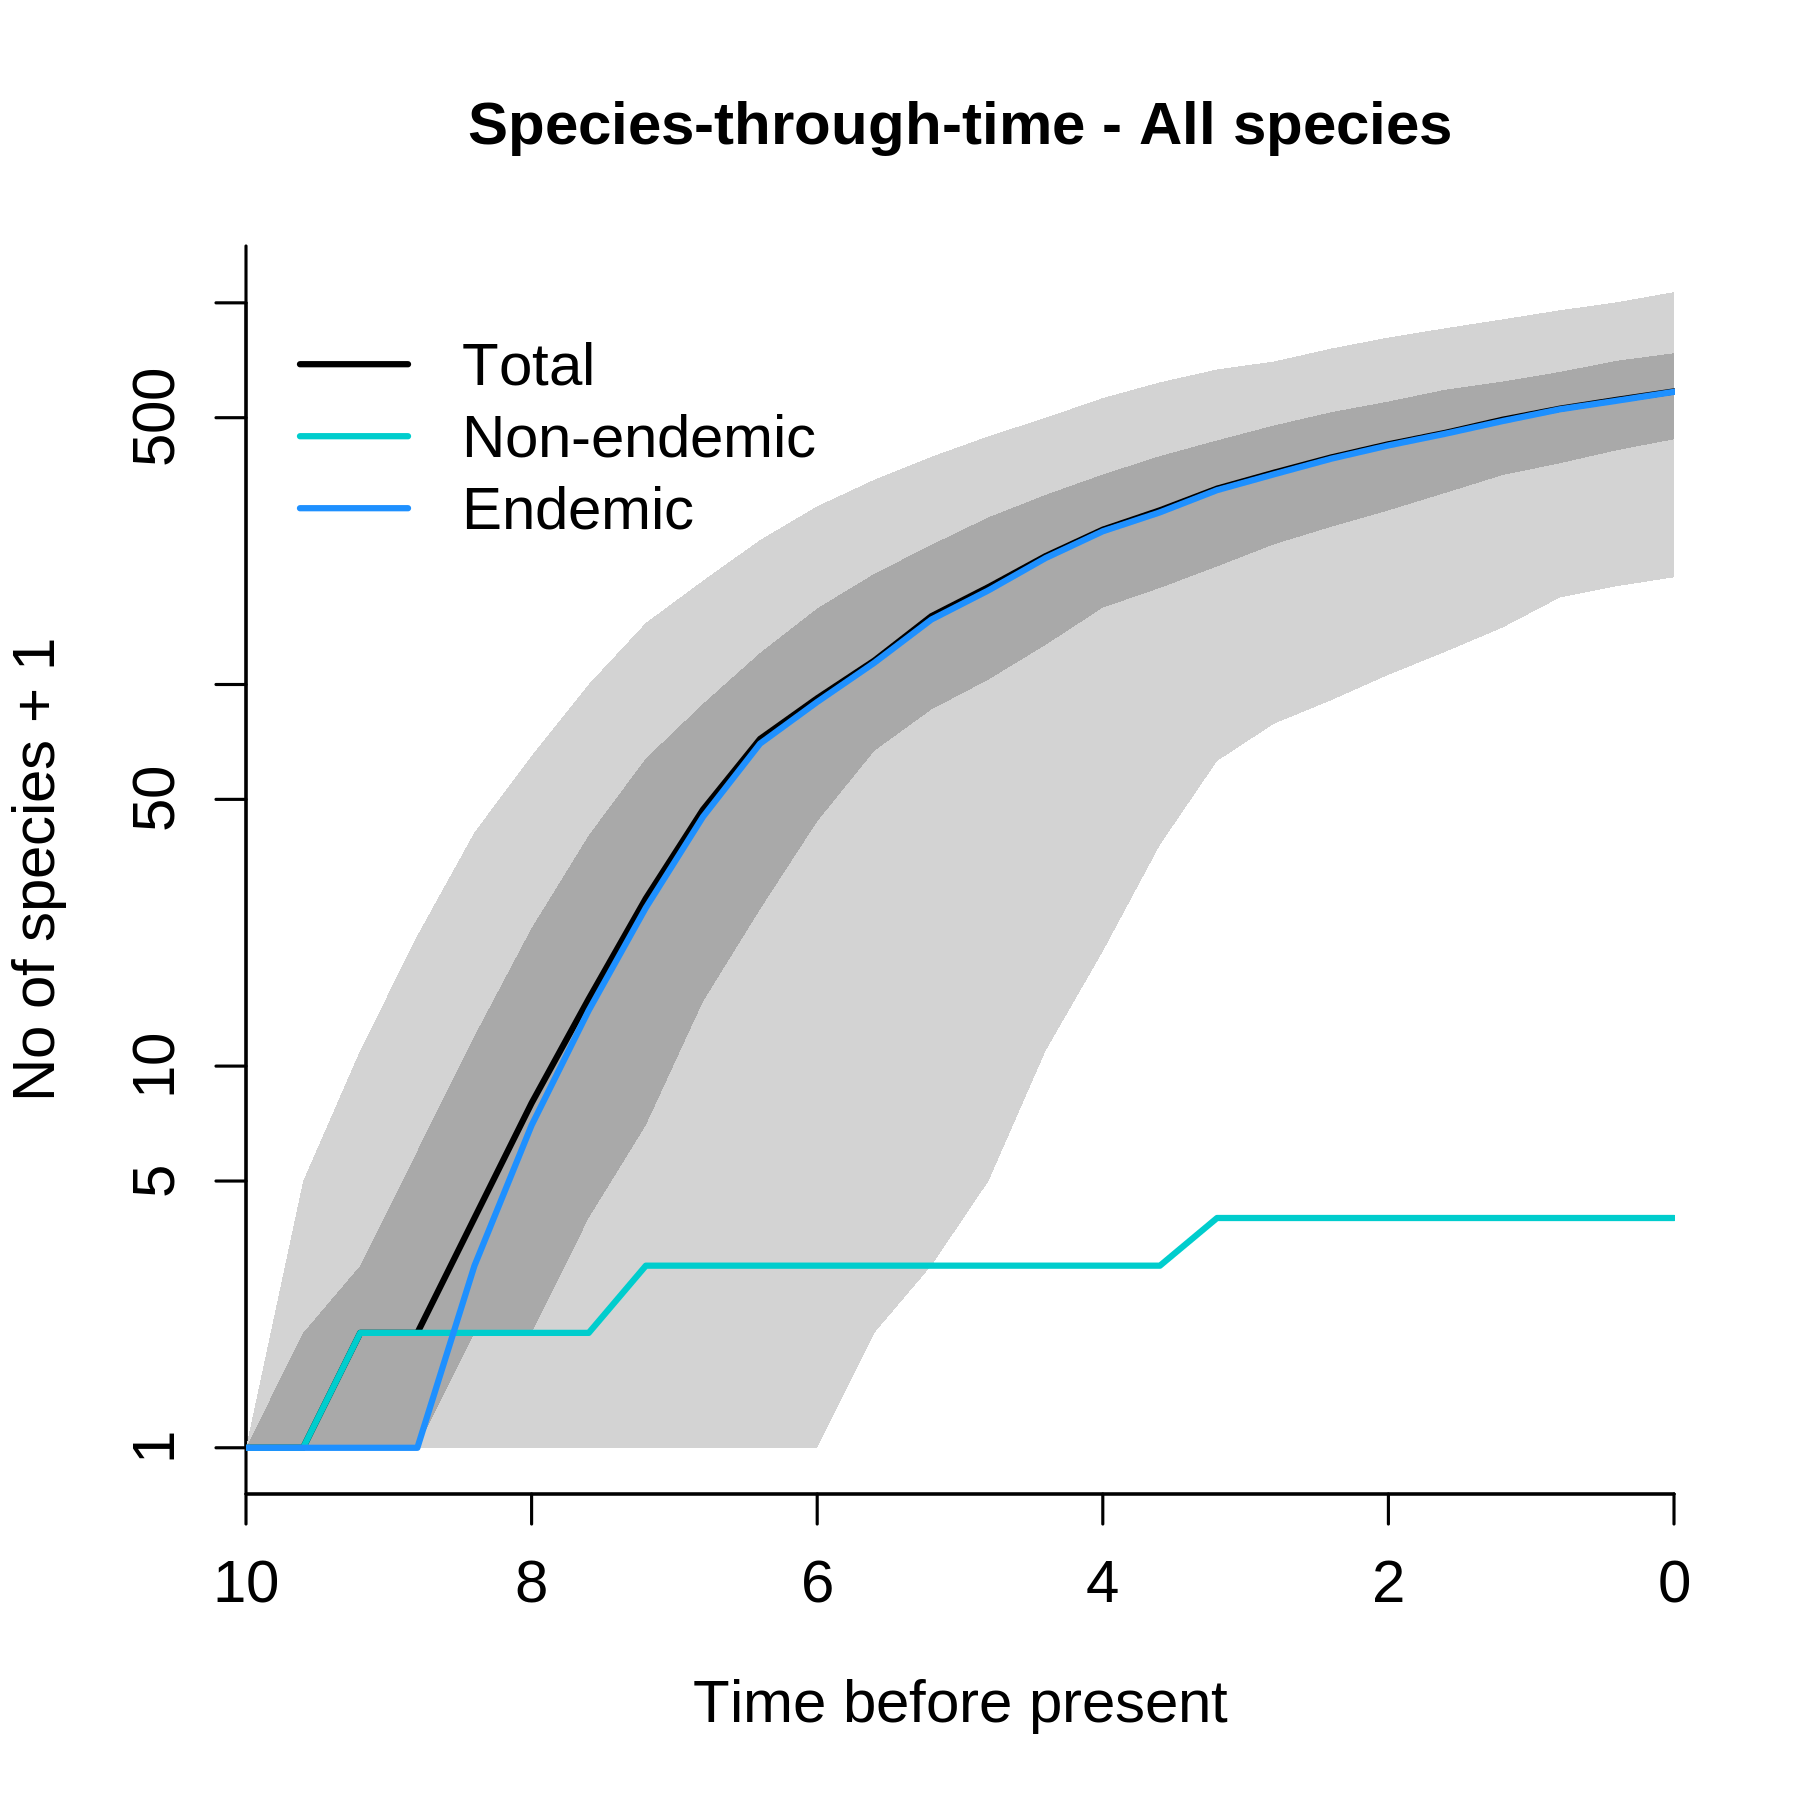 Species-through-time - All species
Total
Non-endemic
Endemic
500
50
10
5
1
No of species + 1
10 8 6 4 2 0
Time before present